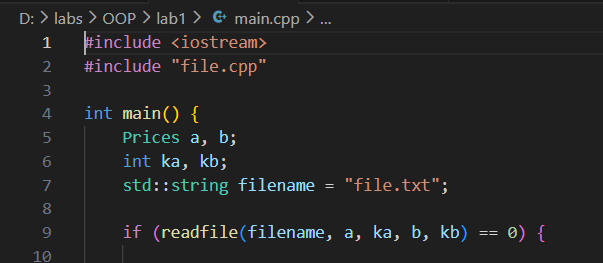 D: > labs > OOP > lab1 > main.cpp > ...
1 #include <iostream>
2 #include "file.cpp"
3
4 int main() {
5     Prices a, b;
6     int ka, kb;
7     std::string filename = "file.txt";
8
9     if (readfile(filename, a, ka, b, kb) == 0) {
10